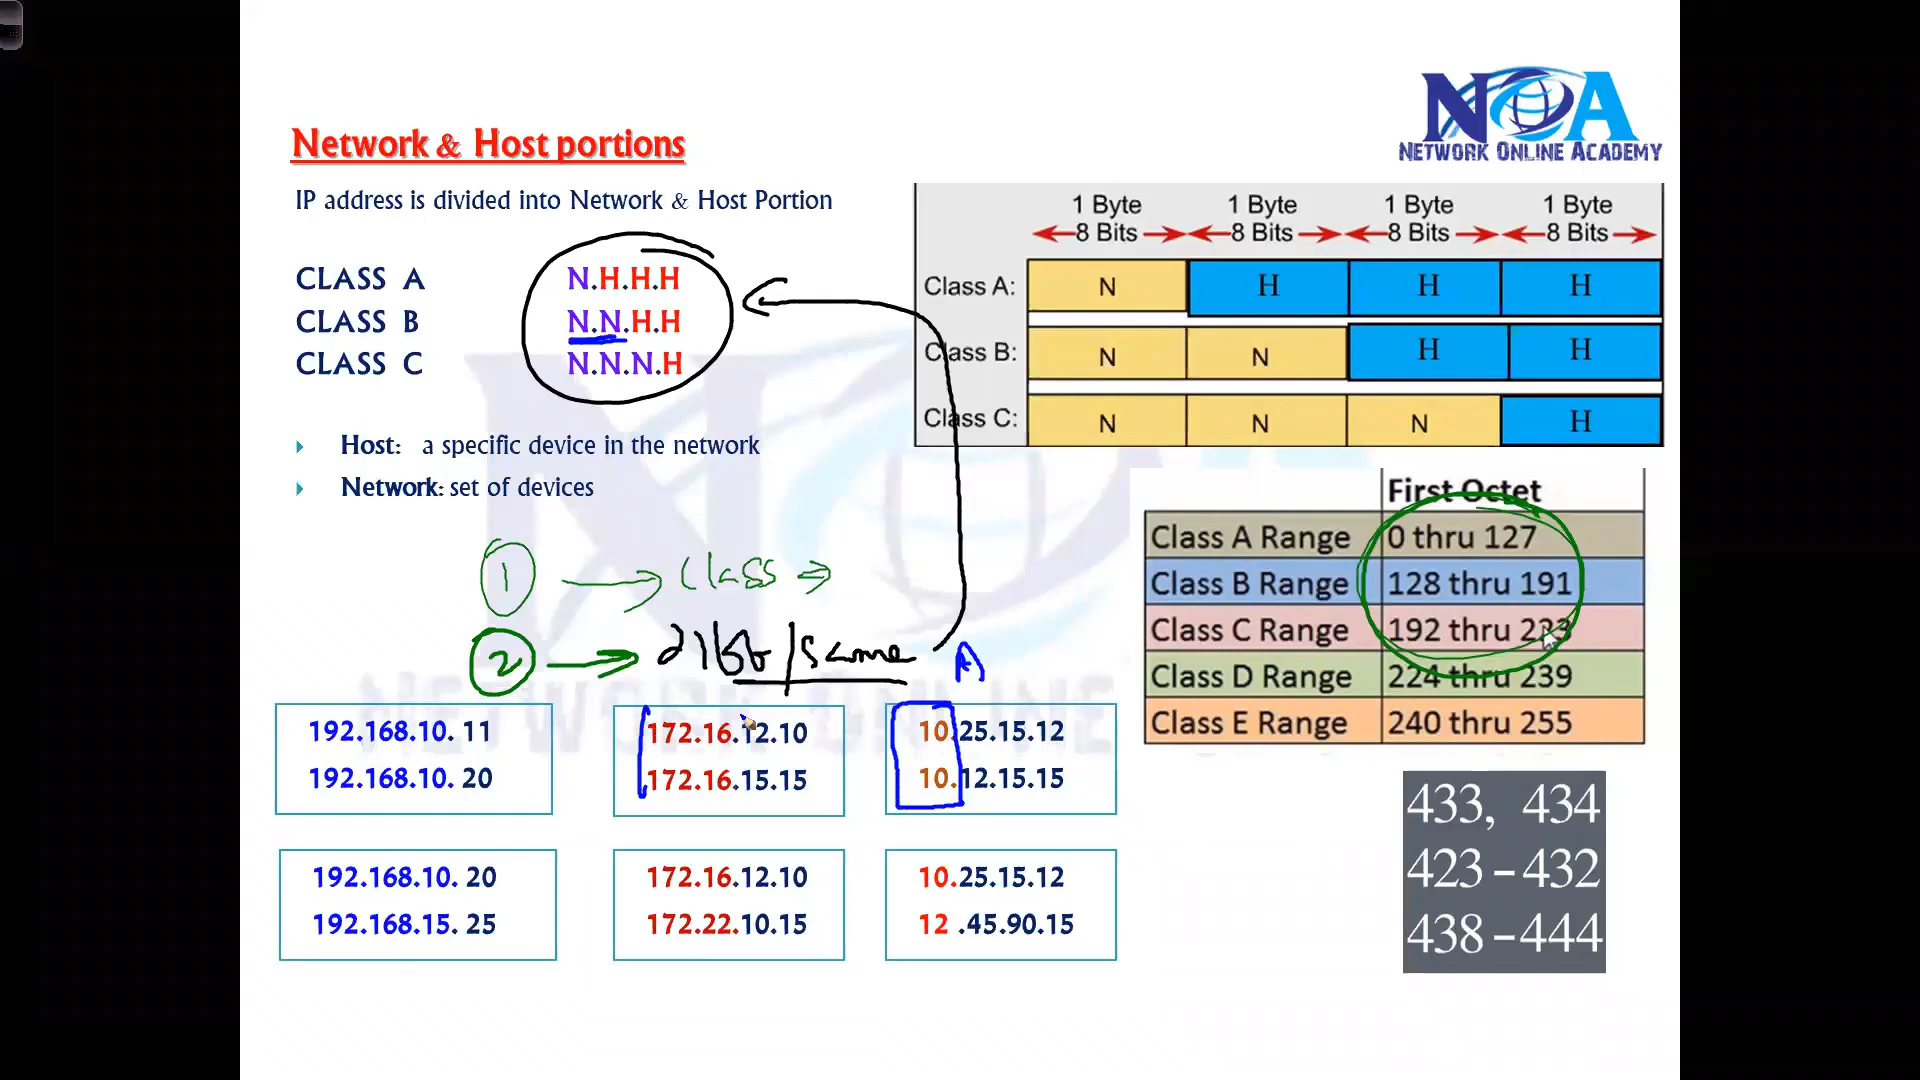 NOA
NETWORK ONLINE ACADEMY
Network & Host portions
IP address is divided into Network & Host Portion
CLASS A N.H.H.H
CLASS B N.N.H.H
CLASS C N.N.N.H
Host: a specific device in the network
Network: set of devices
1 Byte 1 Byte 1 Byte 1 Byte
8 Bits 8 Bits 8 Bits 8 Bits
Class A: N H H H
Class B: N N H H
Class C: N N N H
First Octet
Class A Range 0 thru 127
Class B Range 128 thru 191
Class C Range 192 thru 223
Class D Range 224 thru 239
Class E Range 240 thru 255
1 → Class →
2 → /same A
NETWORK ONLINE
192.168.10. 11
192.168.10. 20
172.16.12.10
172.16.15.15
10.25.15.12
10.12.15.15
192.168.10. 20
192.168.15. 25
172.16.12.10
172.22.10.15
10.25.15.12
12 .45.90.15
433, 434
423-432
438-444